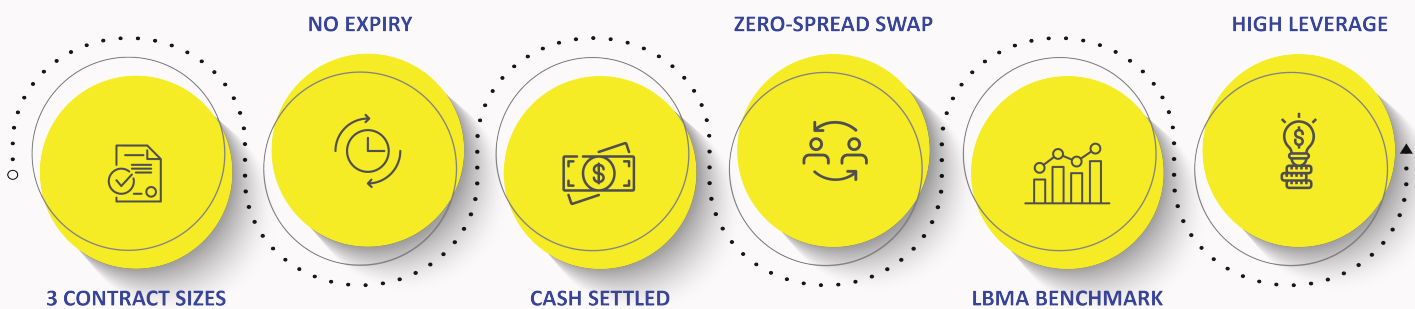 3 CONTRACT SIZES
NO EXPIRY
CASH SETTLED
ZERO-SPREAD SWAP
LBMA BENCHMARK
HIGH LEVERAGE